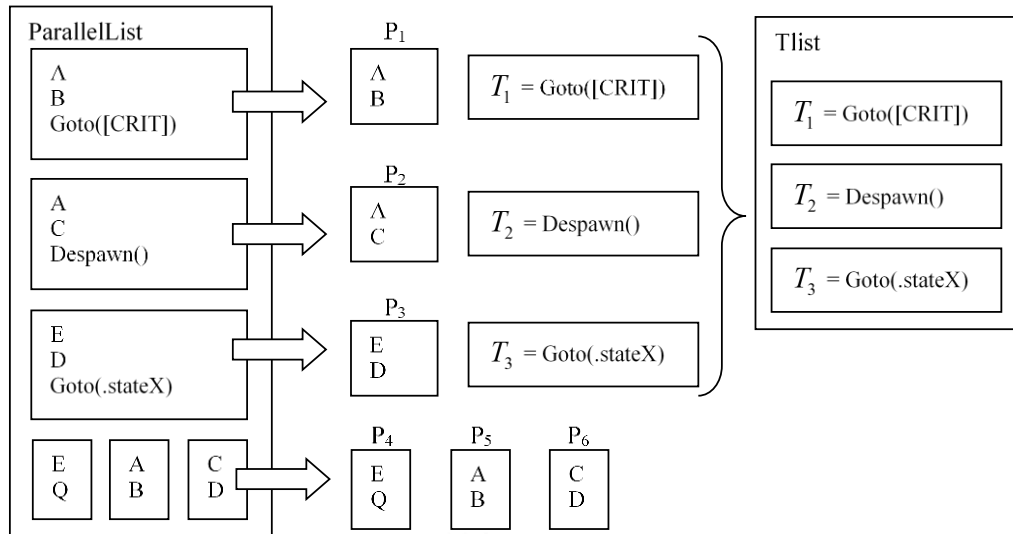 ParallelList
A
B
Goto([CRIT])
A
C
Despawn()
E
D
Goto(.stateX)
E
Q
A
B
C
D
P₁
A
B
T₁ = Goto([CRIT])
P₂
A
C
T₂ = Despawn()
P₃
E
D
T₃ = Goto(.stateX)
P₄
E
Q
P₅
A
B
P₆
C
D
Tlist
T₁ = Goto([CRIT])
T₂ = Despawn()
T₃ = Goto(.stateX)